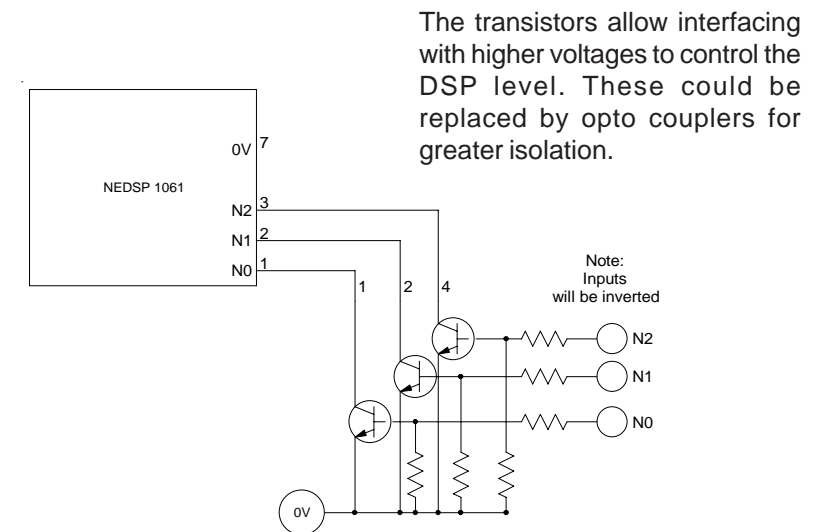 The transistors allow interfacing
with higher voltages to control the
DSP level. These could be
replaced by opto couplers for
greater isolation.
0V 7
NEDSP 1061
N2 3
N1 2
N0 1
1 2 4
Note:
Inputs
will be inverted
N2
N1
N0
0V